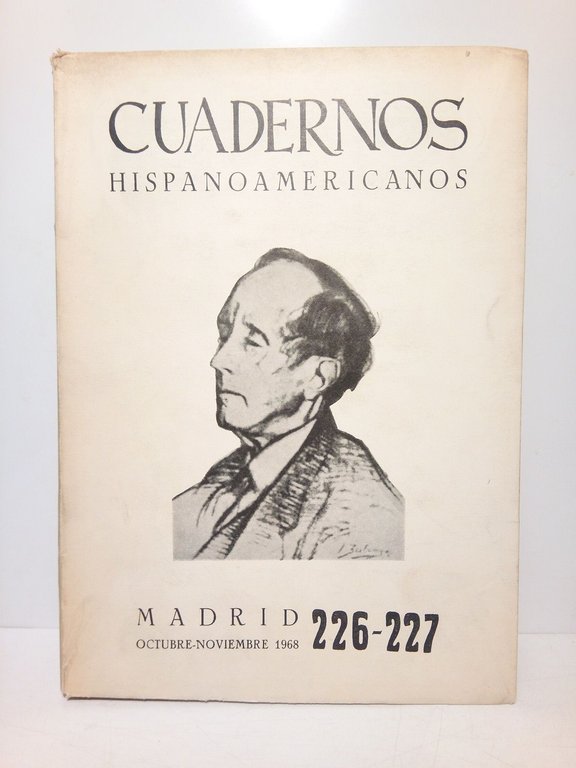 CUADERNOS
HISPANOAMERICANOS
MADRID
OCTUBRE-NOVIEMBRE 1968
226-227